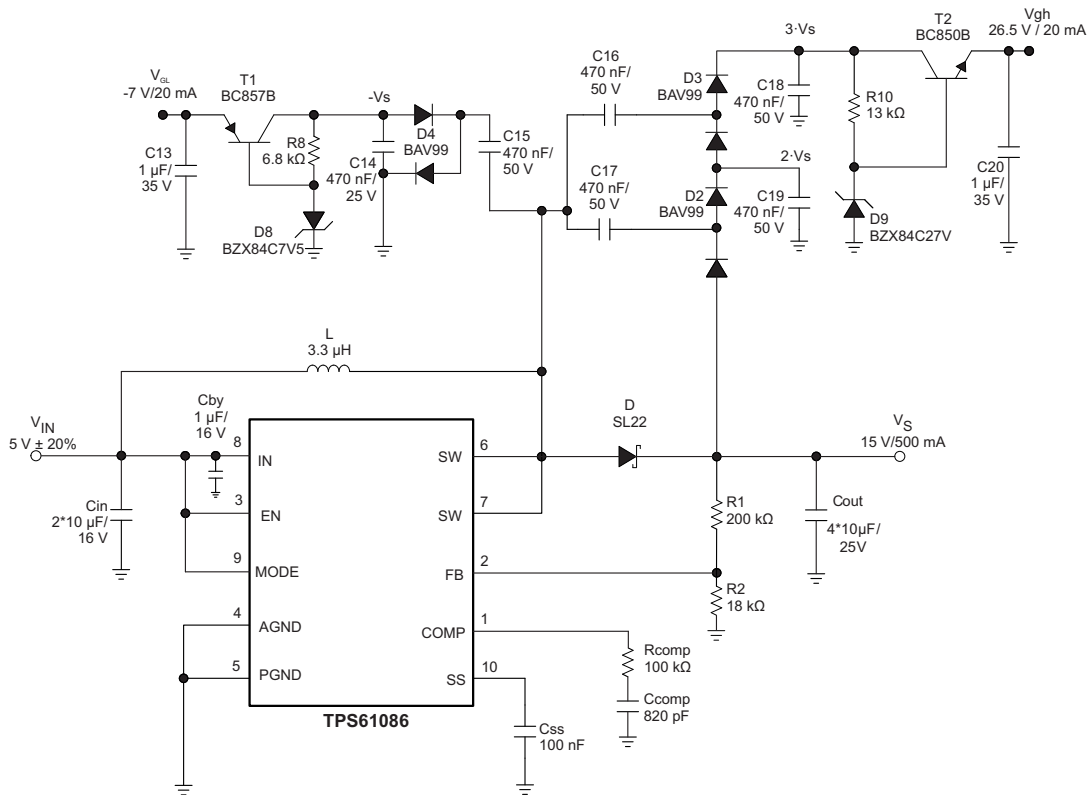 T2
BC850B
Vgh
26.5 V / 20 mA
3·Vs
C16
470 nF/
50 V
D3
BAV99
C18
470 nF/
50 V
R10
13 kΩ
V_GL
-7 V/20 mA
T1
BC857B
-Vs
R8
6.8 kΩ
D4
BAV99
C15
470 nF/
50 V
C13
1 µF/
35 V
C14
470 nF/
25 V
2·Vs
C17
470 nF/
50 V
D2
BAV99
C19
470 nF/
50 V
C20
1 µF/
35 V
D8
BZX84C7V5
D9
BZX84C27V
L
3.3 µH
Cby
1 µF/
16 V
V_IN
5 V ± 20%
D
SL22
V_S
15 V/500 mA
8
IN
SW
6
Cin
2*10 µF/
16 V
3
EN
SW
7
R1
200 kΩ
Cout
4*10µF/
25V
9
MODE
FB
2
R2
18 kΩ
4
AGND
COMP
1
Rcomp
100 kΩ
5
PGND
SS
10
Ccomp
820 pF
TPS61086
Css
100 nF